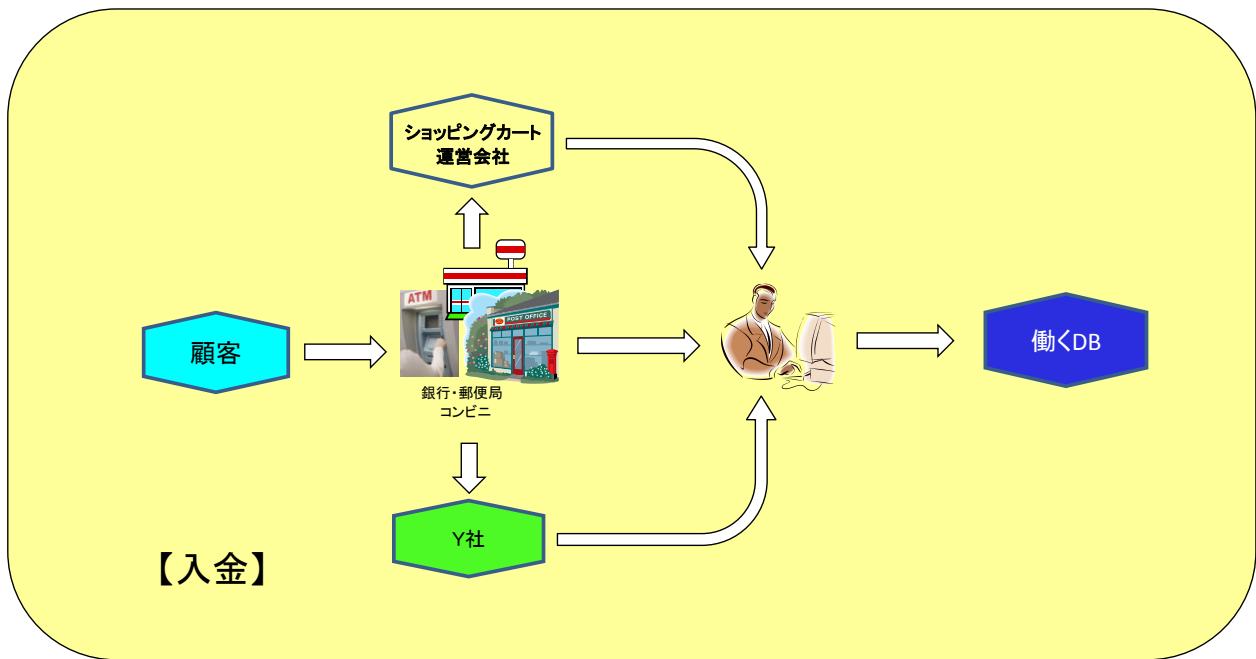 ショッピングカート
運営会社
ATM
POST OFFICE
顧客
働くDB
銀行・郵便局
コンビニ
Y社
【入金】